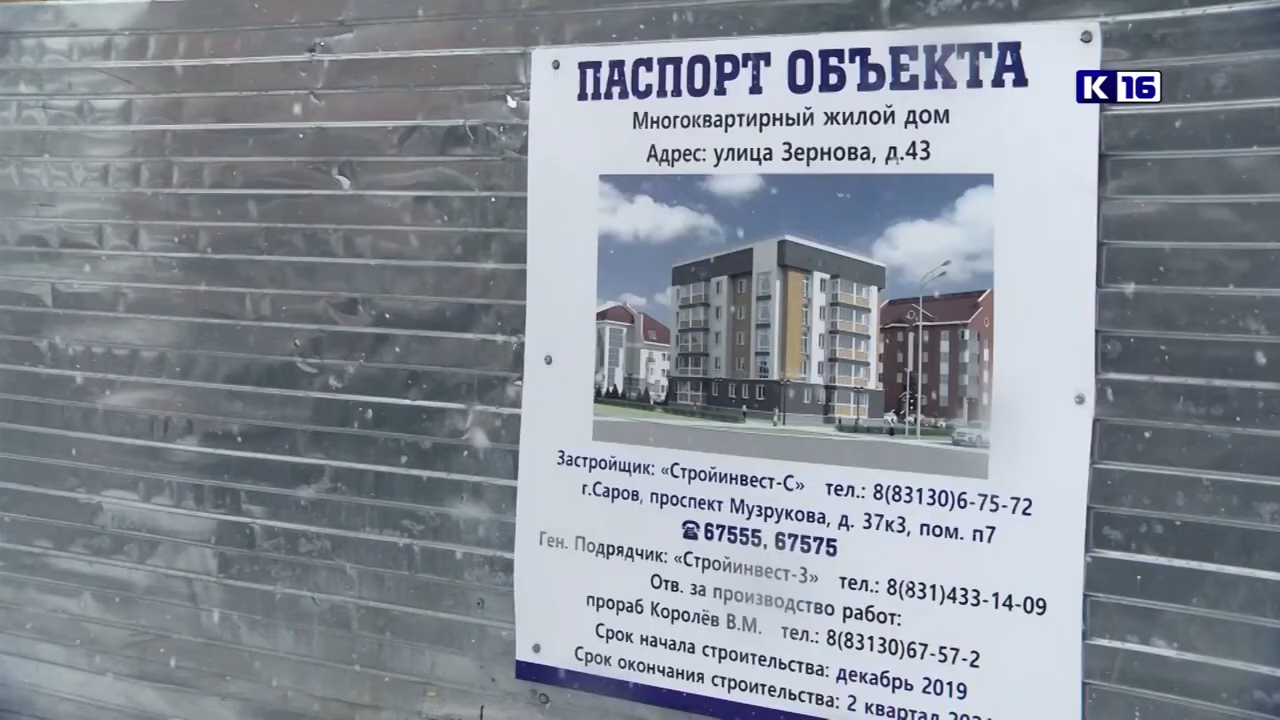 ПАСПОРТ ОБЪЕКТА
К 16
Многоквартирный жилой дом
Адрес: улица Зернова, д.43
Застройщик: «Стройинвест-С» тел.: 8(83130)6-75-72
г.Саров, проспект Музрукова, д. 37к3, пом. п7
☎67555, 67575
Ген. Подрядчик: «Стройинвест-3» тел.: 8(831)433-14-09
Отв. за производство работ:
прораб Королёв В.М. тел.: 8(83130)67-57-2
Срок начала строительства: декабрь 2019
Срок окончания строительства: 2 квартал